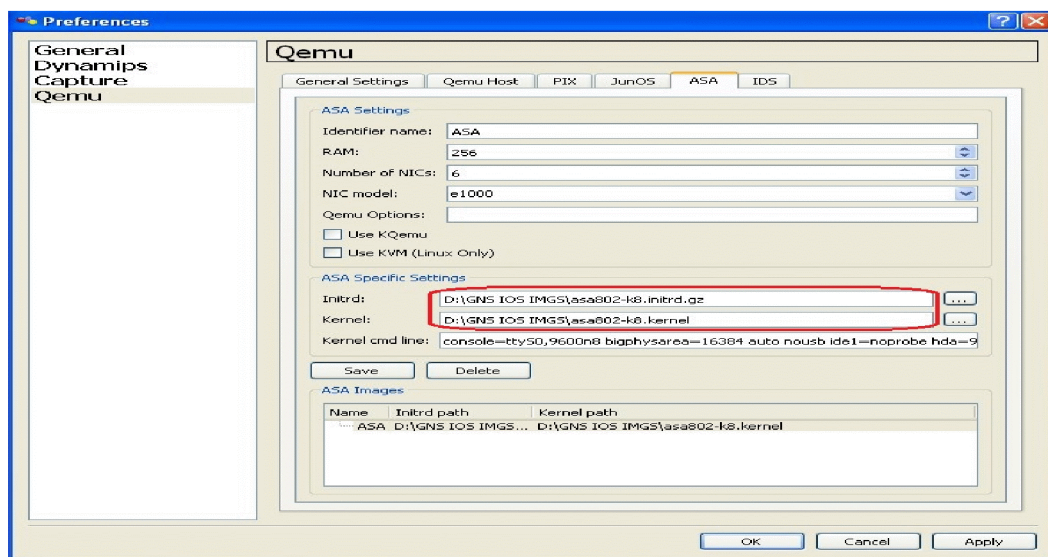 Preferences
General
Dynamips
Capture
Qemu
Qemu
General Settings
Qemu Host
PIX
JunOS
ASA
IDS
ASA Settings
Identifier name: ASA
RAM: 256
Number of NICs: 6
NIC model: e1000
Qemu Options:
Use KQemu
Use KVM (Linux Only)
ASA Specific Settings
Initrd: D:\GNS IOS IMGS\asa802-k8.initrd.gz ...
Kernel: D:\GNS IOS IMGS\asa802-k8.kernel ...
Kernel cmd line: console=ttyS0,9600n8 bigphysarea=16384 auto nousb ide1=noprobe hda=9
Save Delete
ASA Images
Name Initrd path Kernel path
ASA D:\GNS IOS IMGS... D:\GNS IOS IMGS\asa802-k8.kernel
OK Cancel Apply